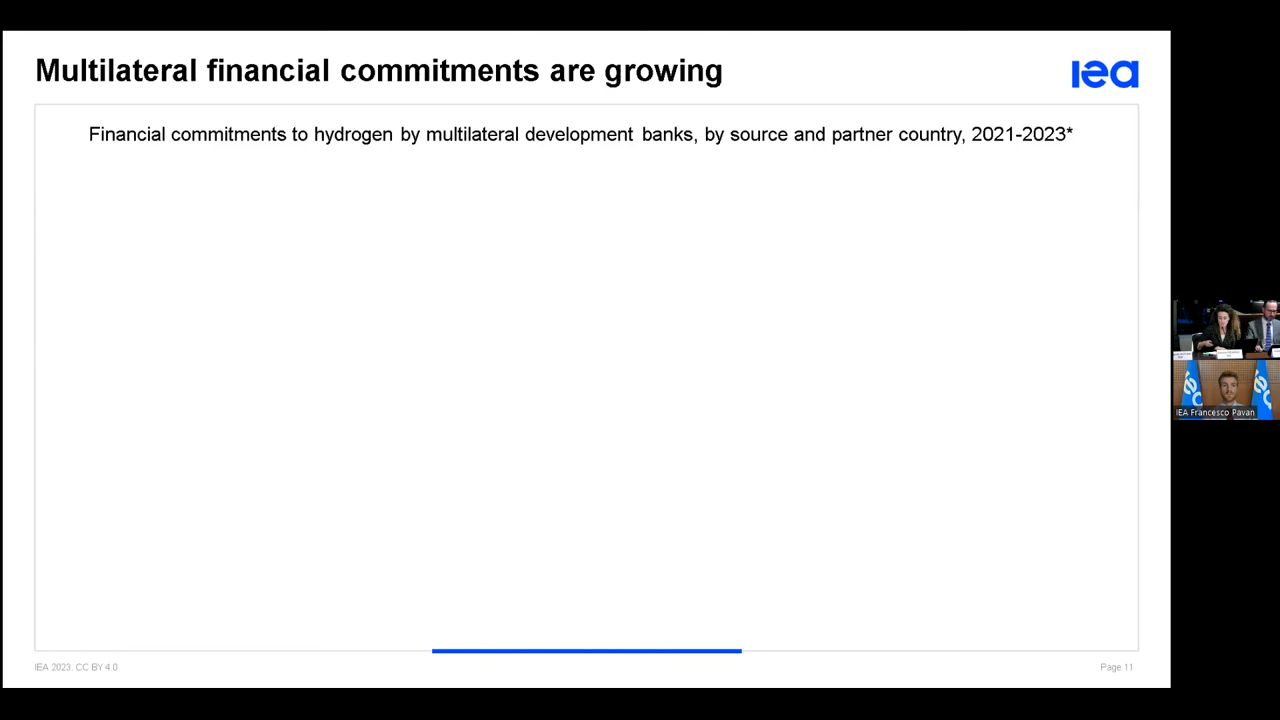 Multilateral financial commitments are growing
iea
Financial commitments to hydrogen by multilateral development banks, by source and partner country, 2021-2023*
IEA 2023. CC BY 4.0
Page 11
IEA Francesco Pavan